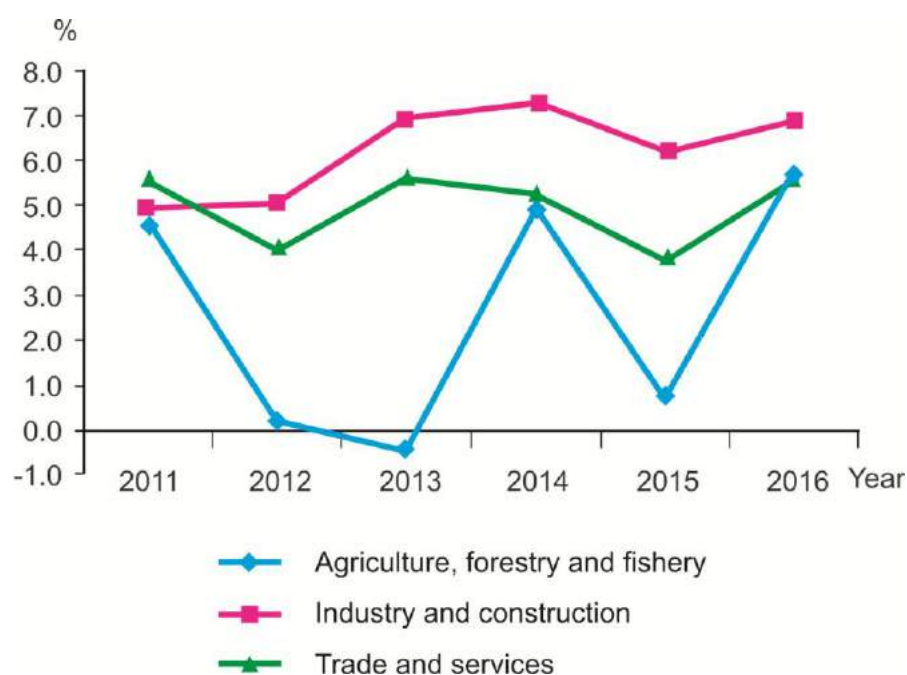 %
8.0
7.0
6.0
5.0
4.0
3.0
2.0
1.0
0.0
-1.0
2011 2012 2013 2014 2015 2016 Year
Agriculture, forestry and fishery
Industry and construction
Trade and services